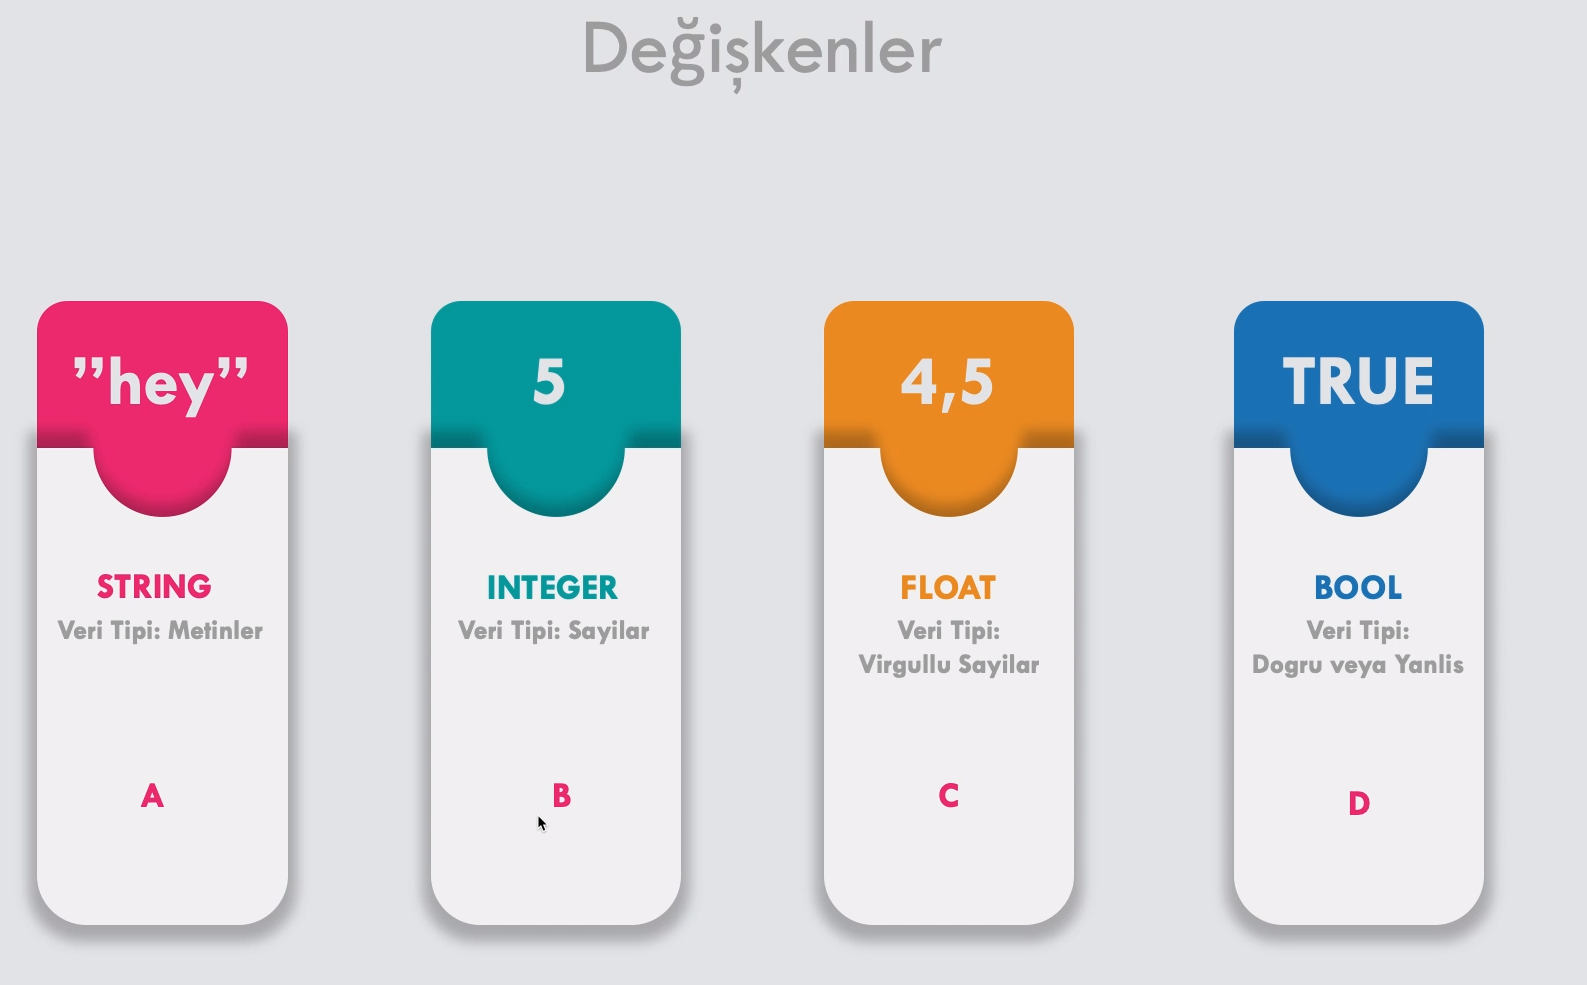 Değişkenler
”hey”
5
4,5
TRUE
STRING
Veri Tipi: Metinler
INTEGER
Veri Tipi: Sayilar
FLOAT
Veri Tipi:
Virgullu Sayilar
BOOL
Veri Tipi:
Dogru veya Yanlis
A
B
C
D